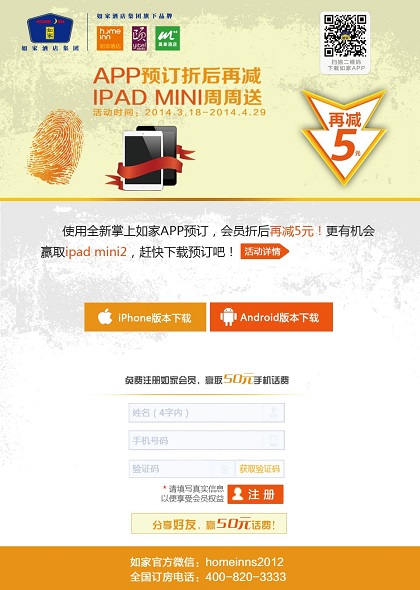 如家酒店集团
如家酒店集团旗下品牌
home inn
如家酒店
yitel
莫泰酒店
扫描二维码
下载如家APP
APP预订折后再减
IPAD MINI周周送
活动时间：2014.3.18-2014.4.29
再减
5元
使用全新掌上如家APP预订，会员折后再减5元！更有机会
赢取ipad mini2，赶快下载预订吧！ 活动详情
iPhone版本下载
Android版本下载
免费注册如家会员，赢取50元手机话费
姓名（4字内）
手机号码
验证码
获取验证码
* 请填写真实信息
以便享受会员权益
注 册
分享好友，赢50元话费！
如家官方微信：homeinns2012
全国订房电话：400-820-3333